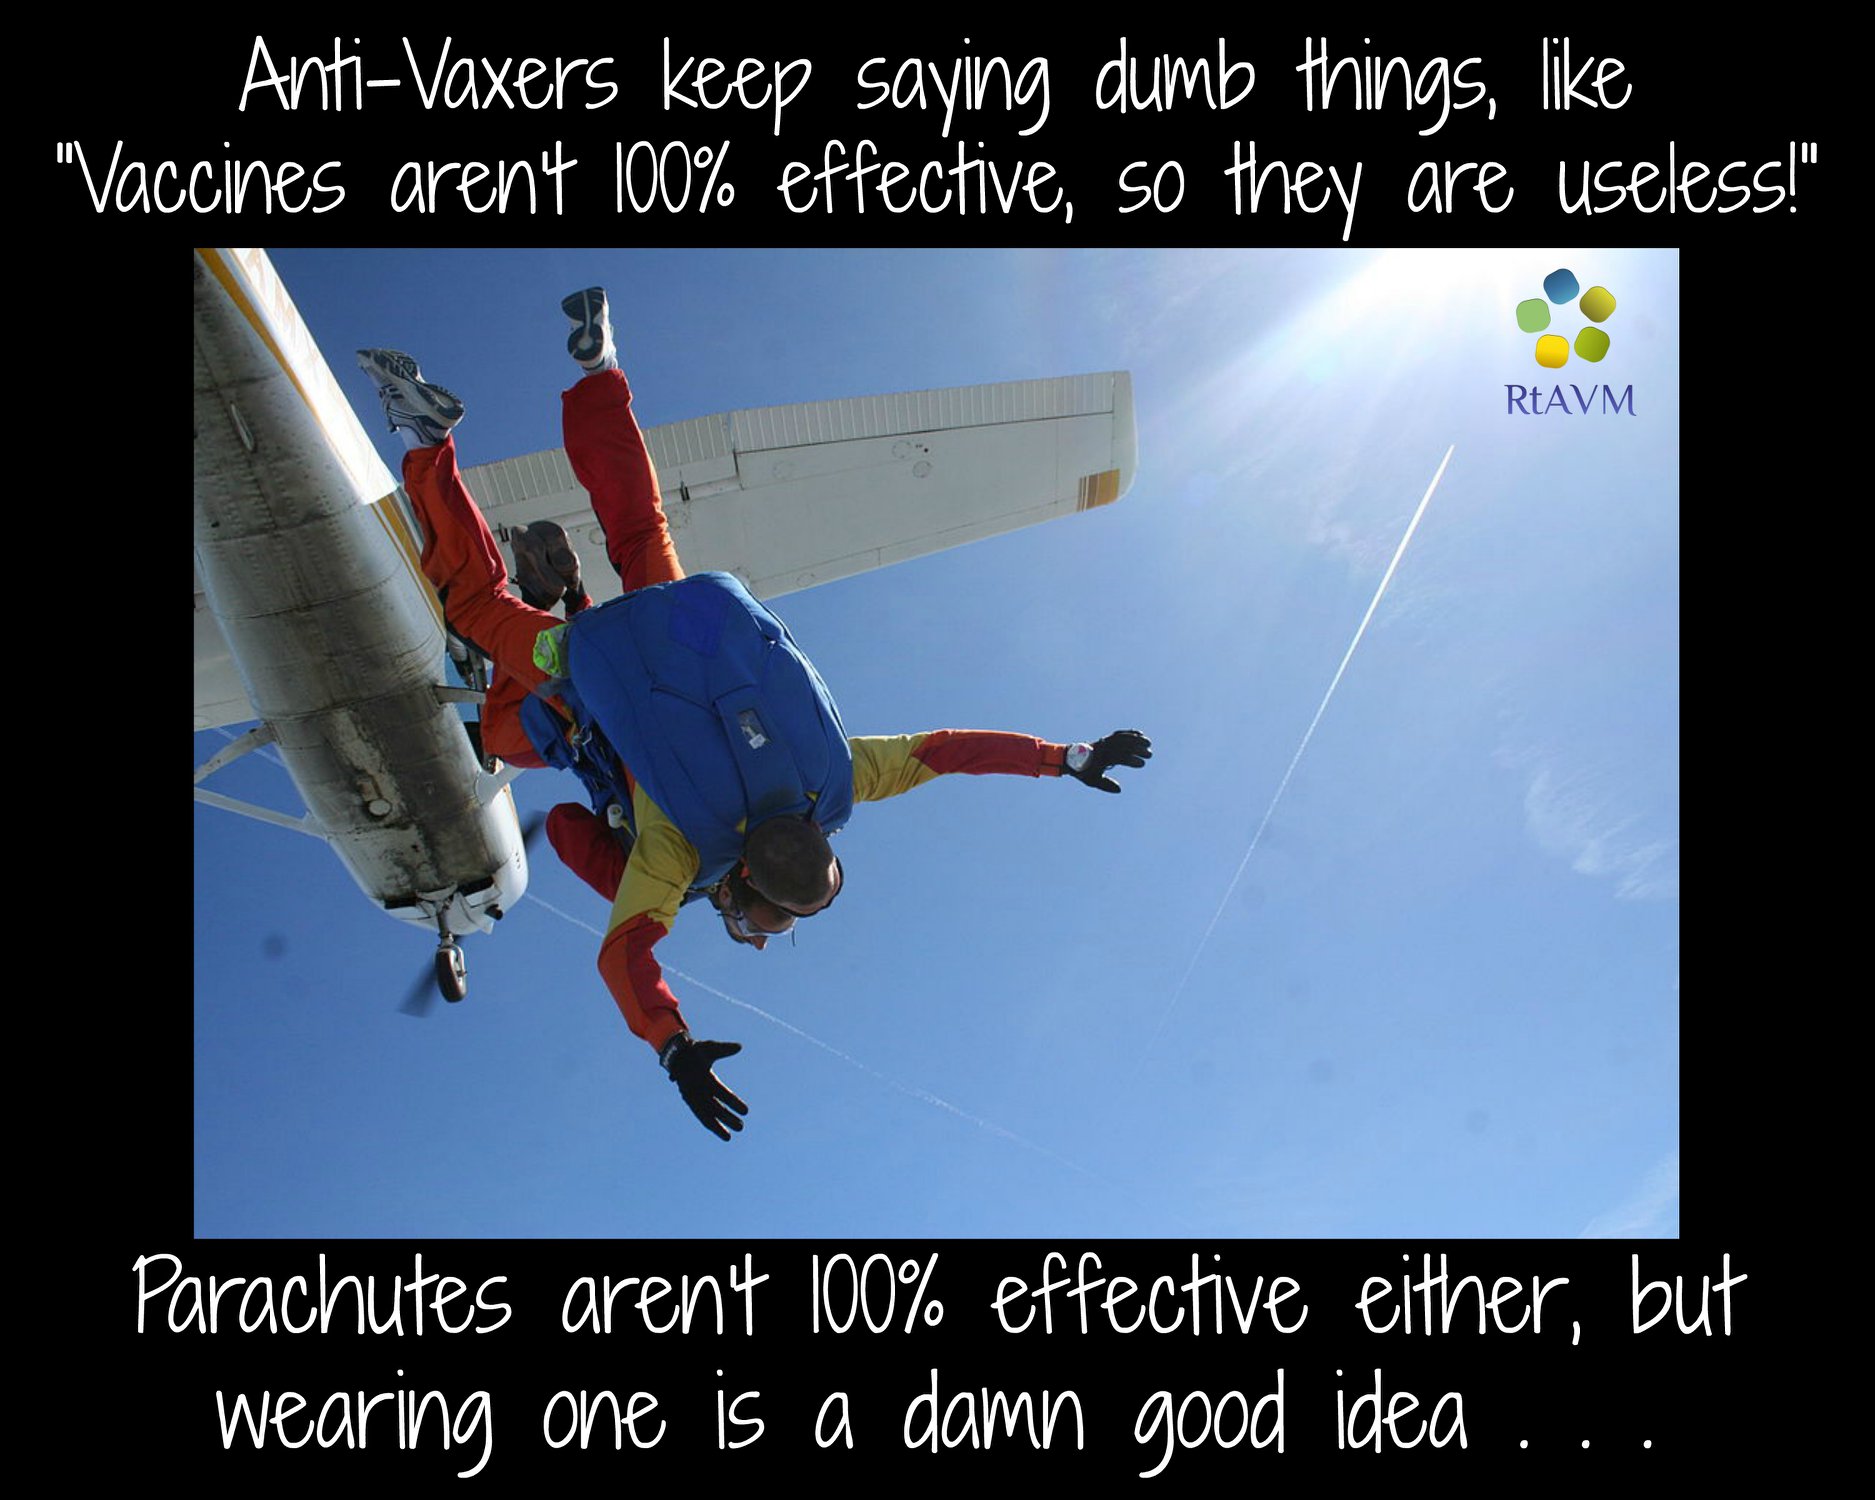 Anti-Vaxers keep saying dumb things, like
"Vaccines aren't 100% effective, so they are useless!"
RtAVM
Parachutes aren't 100% effective either, but
wearing one is a damn good idea . . .